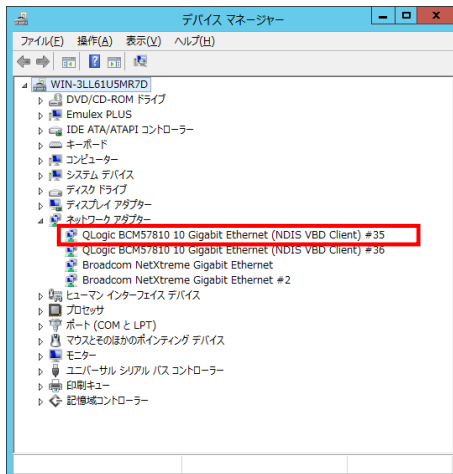 デバイス マネージャー
ファイル(F) 操作(A) 表示(V) ヘルプ(H)
WIN-3LL61U5MR7D
DVD/CD-ROM ドライブ
Emulex PLUS
IDE ATA/ATAPI コントローラー
キーボード
コンピューター
システム デバイス
ディスク ドライブ
ディスプレイ アダプター
ネットワーク アダプター
QLogic BCM57810 10 Gigabit Ethernet (NDIS VBD Client) #35
QLogic BCM57810 10 Gigabit Ethernet (NDIS VBD Client) #36
Broadcom NetXtreme Gigabit Ethernet
Broadcom NetXtreme Gigabit Ethernet #2
ヒューマン インターフェイス デバイス
プロセッサ
ポート (COM と LPT)
マウスとそのほかのポインティング デバイス
モニター
ユニバーサル シリアル バス コントローラー
印刷キュー
記憶域コントローラー